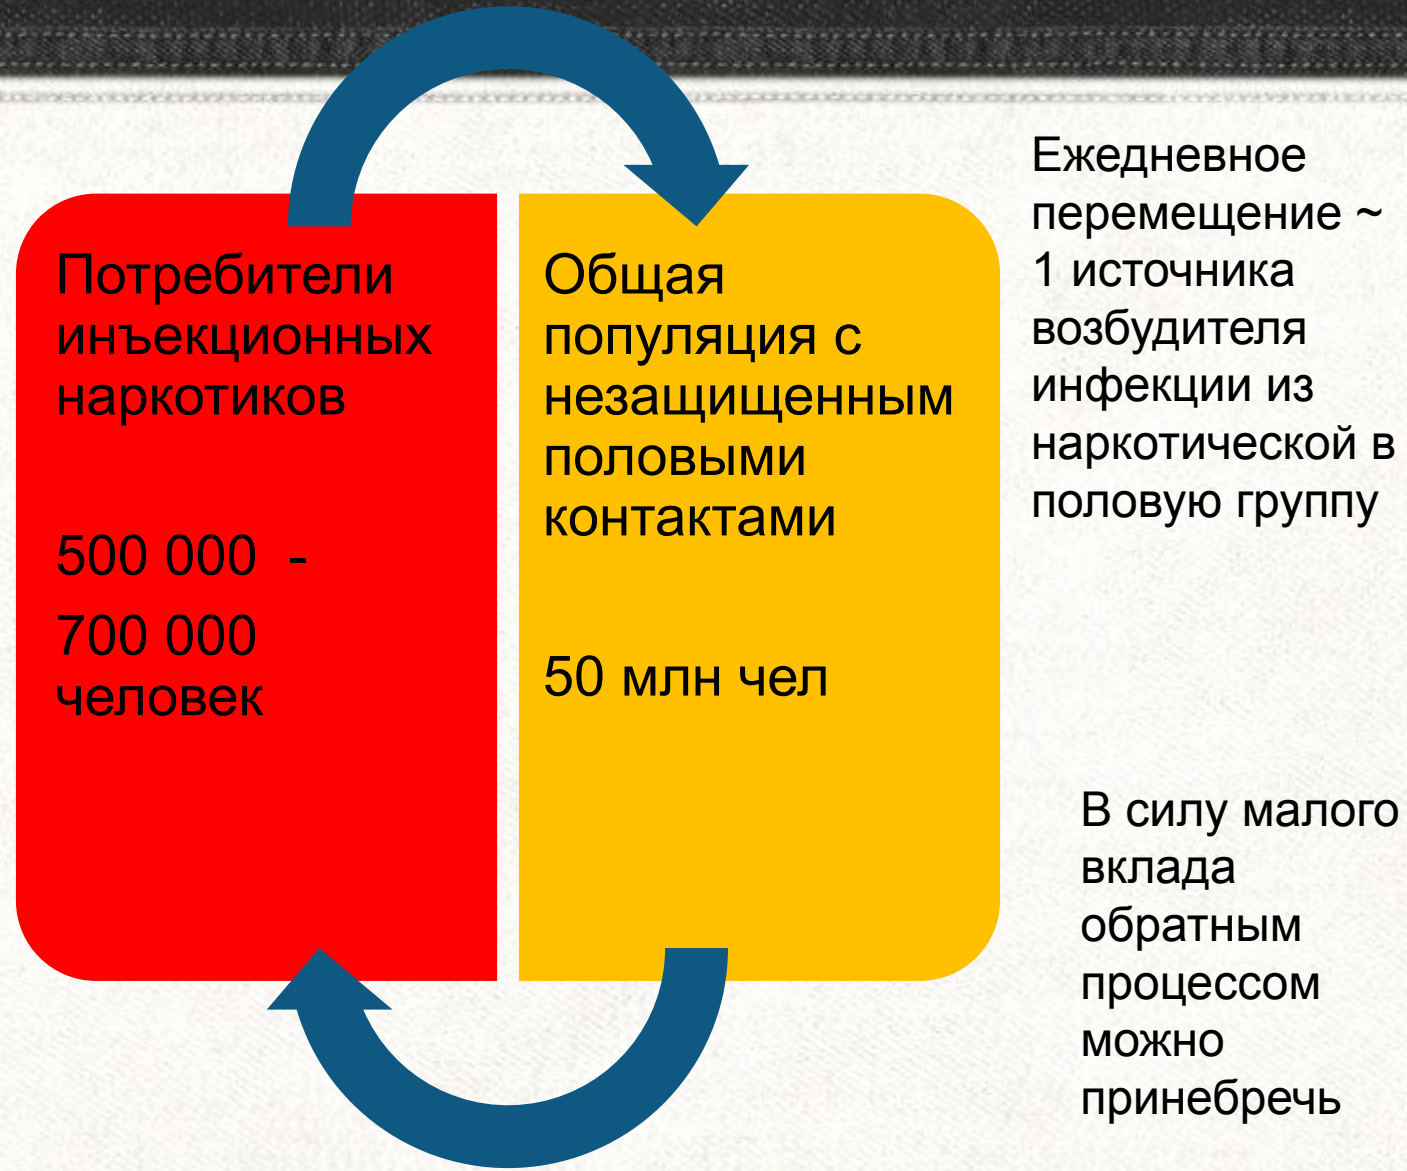 Потребители
инъекционных
наркотиков
500 000  -
700 000
человек
Общая
популяция с
незащищенным
половыми
контактами
50 млн чел
Ежедневное
перемещение ~
1 источника
возбудителя
инфекции из
наркотической в
половую группу
В силу малого
вклада
обратным
процессом
можно
принебречь